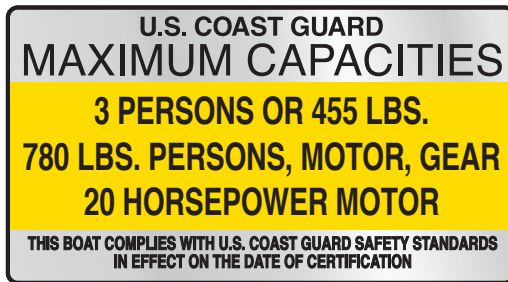 U.S. COAST GUARD
MAXIMUM CAPACITIES
3 PERSONS OR 455 LBS.
780 LBS. PERSONS, MOTOR, GEAR
20 HORSEPOWER MOTOR
THIS BOAT COMPLIES WITH U.S. COAST GUARD SAFETY STANDARDS
IN EFFECT ON THE DATE OF CERTIFICATION